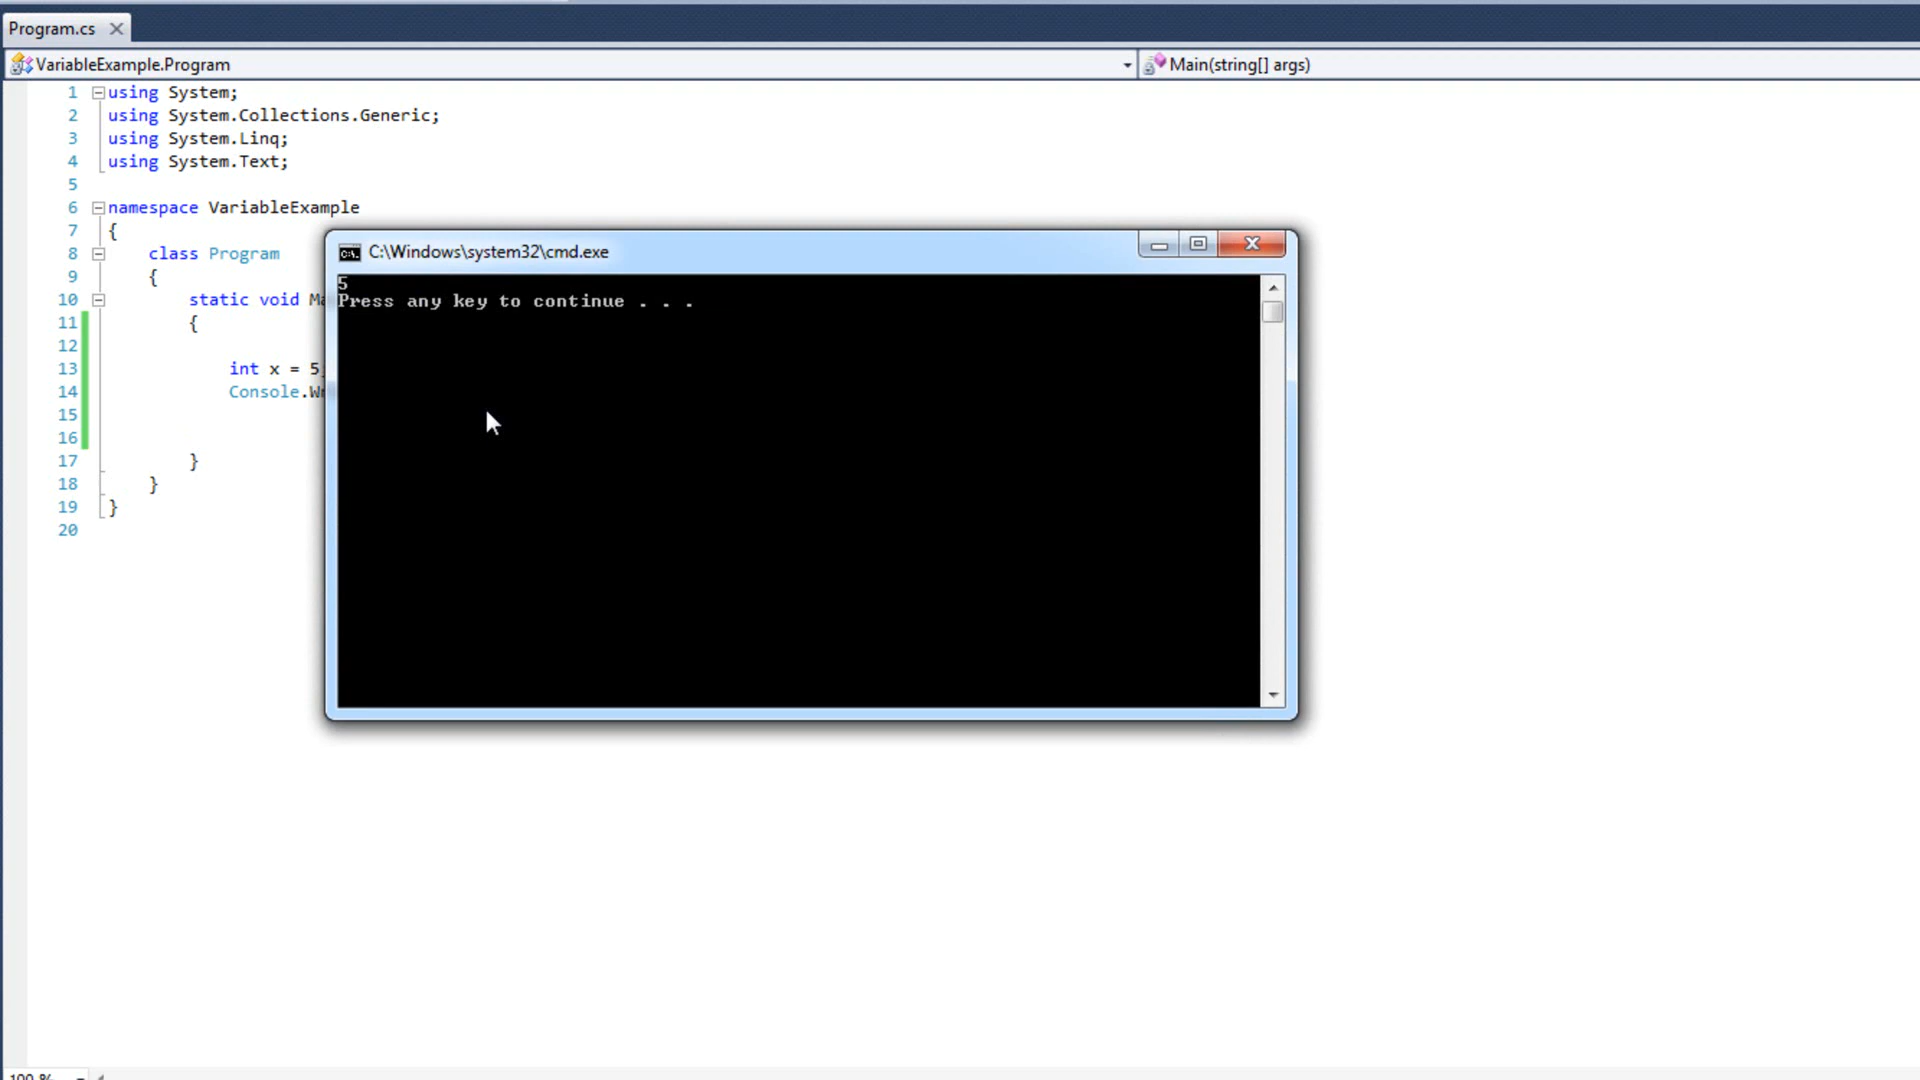 Program.cs
VariableExample.Program
Main(string[] args)
1 using System;
2 using System.Collections.Generic;
3 using System.Linq;
4 using System.Text;
5
6 namespace VariableExample
7 {
8 class Program
9 {
10 static void
11 {
12
13 int x = 5
14 Console.
15
16
17 }
18 }
19 }
20
C:\Windows\system32\cmd.exe
5
Press any key to continue . . .